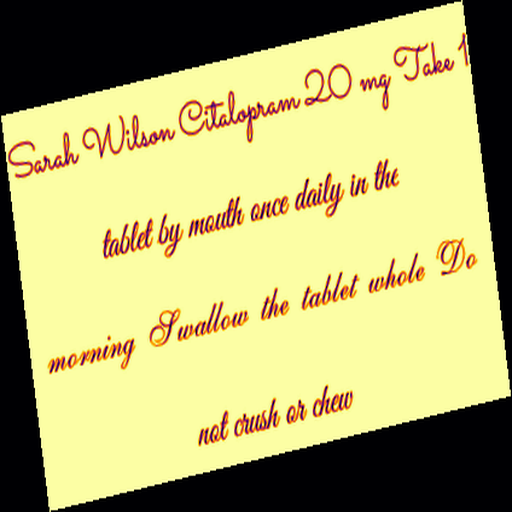 Sarah Wilson Citalopram 20 mg Take 1
tablet by mouth once daily in the
morning Swallow the tablet whole Do
not crush or chew